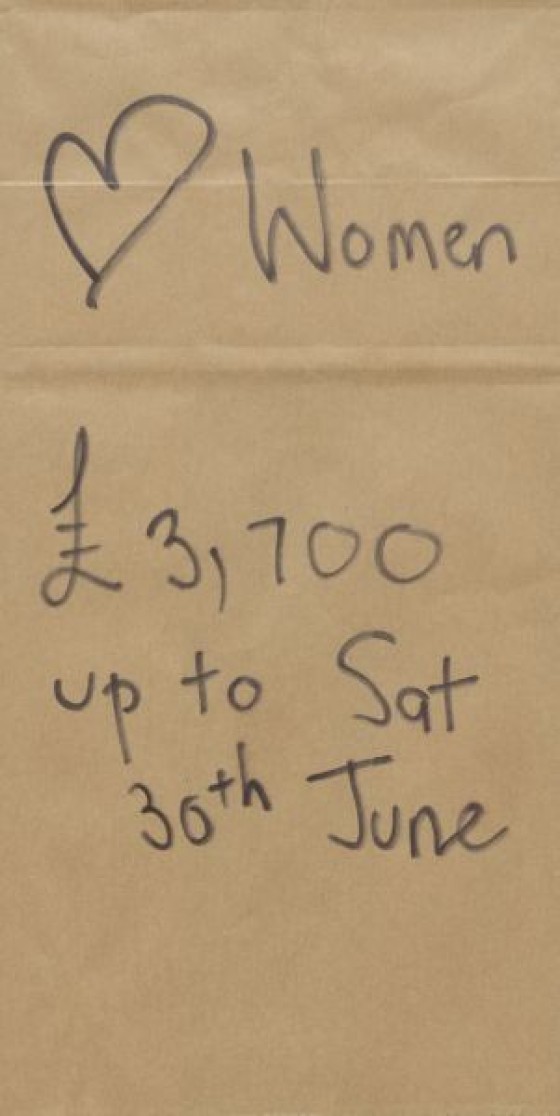 ♡ Women
£3,700
up to Sat
30th June